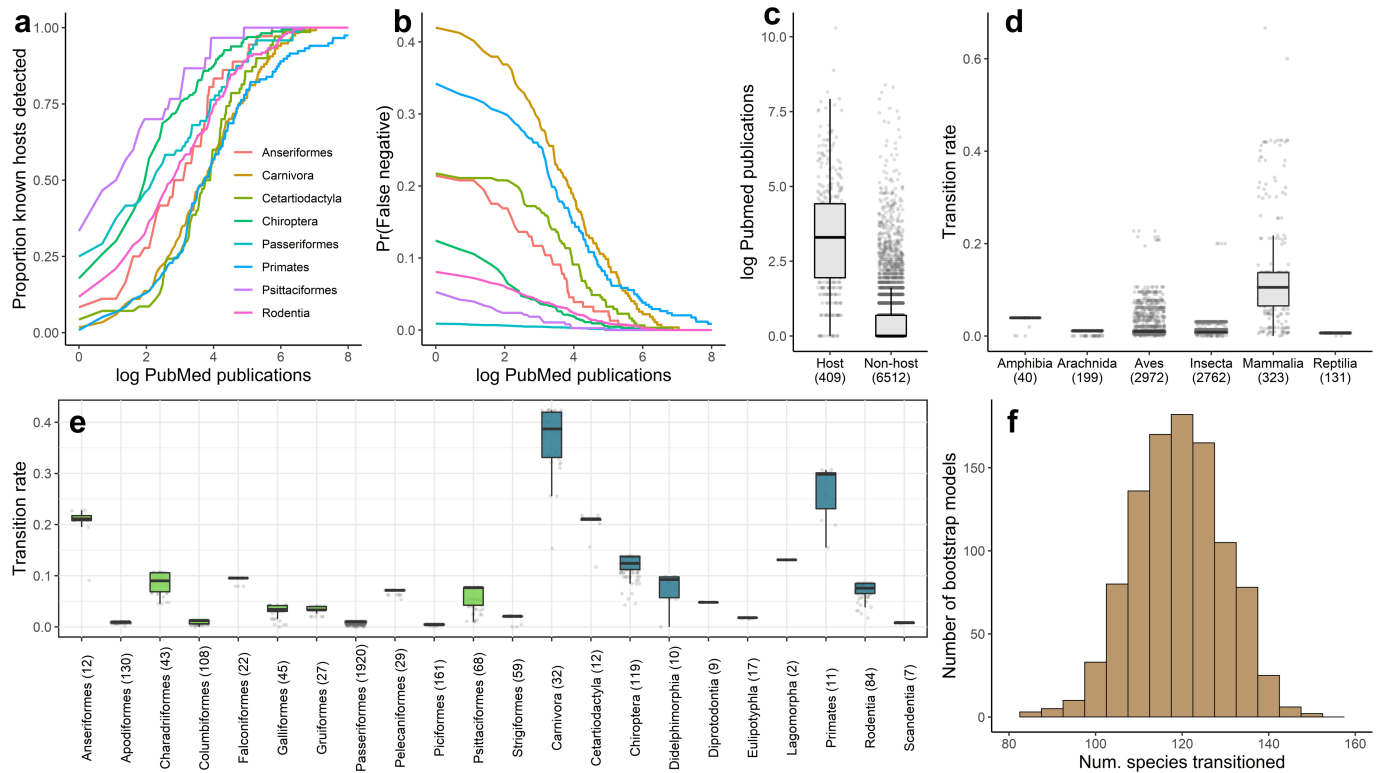 a
1.00
0.75
0.50
0.25
0.00
Proportion known hosts detected
0
2
4
6
8
log PubMed publications
Anseriformes
Carnivora
Cetartiodactyla
Chiroptera
Passeriformes
Primates
Psittaciformes
Rodentia
b
0.4
0.3
0.2
0.1
0.0
Pr(False negative)
0
2
4
6
8
log PubMed publications
c
10.0
7.5
5.0
2.5
0.0
log Pubmed publications
Host
(409)
Non-host
(6512)
d
0.6
0.4
0.2
0.0
Transition rate
Amphibia
(40)
Arachnida
(199)
Aves
(2972)
Insecta
(2762)
Mammalia
(323)
Reptilia
(131)
e
0.4
0.3
0.2
0.1
0.0
Transition rate
Anseriformes (12)
Apodiformes (130)
Charadriiformes (43)
Columbiformes (108)
Falconiformes (22)
Galliformes (45)
Gruiformes (27)
Passeriformes (1920)
Pelecaniformes (29)
Piciformes (161)
Psittaciformes (68)
Strigiformes (59)
Carnivora (32)
Cetartiodactyla (12)
Chiroptera (119)
Didelphimorphia (10)
Diprotodontia (9)
Eulipotyphla (17)
Lagomorpha (2)
Primates (11)
Rodentia (84)
Scandentia (7)
f
150
100
50
0
Number of bootstrap models
80
100
120
140
160
Num. species transitioned